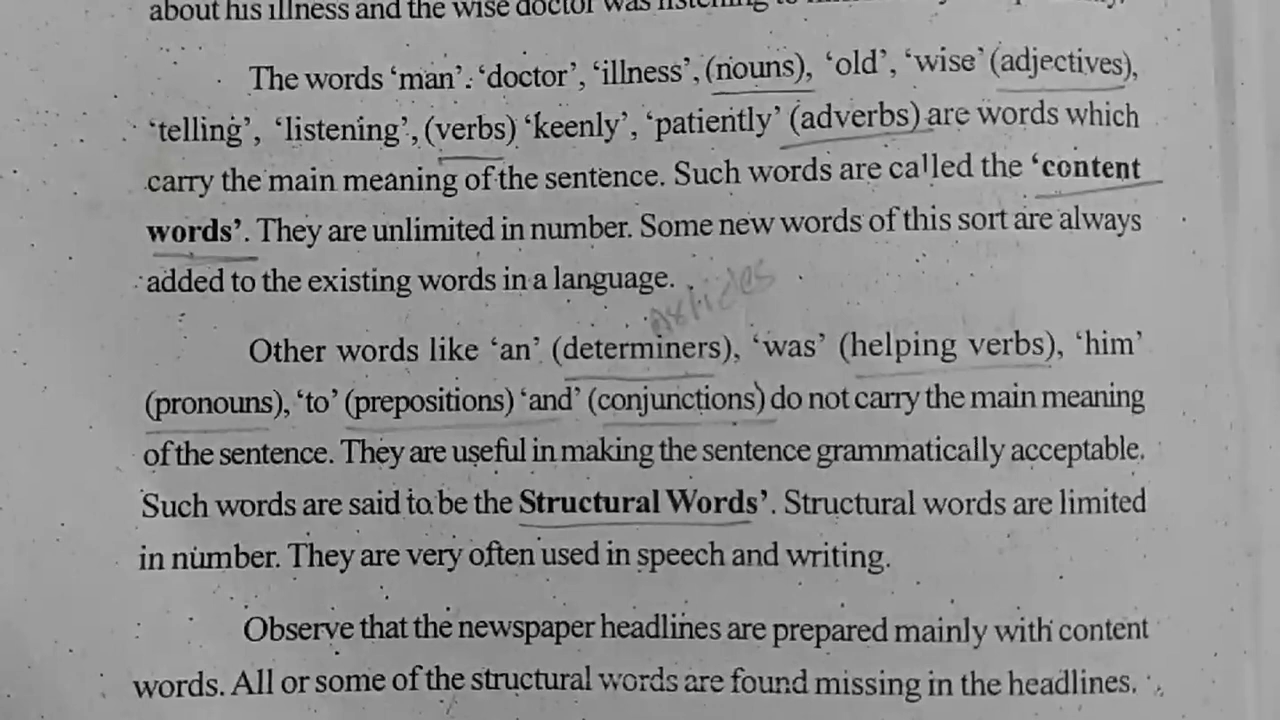 about his illness and the wise doctor was listening to
The words ‘man’. ‘doctor’, ‘illness’, (nouns), ‘old’, ‘wise’ (adjectives),
‘telling’, ‘listening’, (verbs) ‘keenly’, ‘patiently’ (adverbs) are words which
carry the main meaning of the sentence. Such words are called the ‘content
words’. They are unlimited in number. Some new words of this sort are always
added to the existing words in a language.
Articles
Other words like ‘an’ (determiners), ‘was’ (helping verbs), ‘him’
(pronouns), ‘to’ (prepositions) ‘and’ (conjunctions) do not carry the main meaning
of the sentence. They are useful in making the sentence grammatically acceptable.
Such words are said to be the Structural Words’. Structural words are limited
in number. They are very often used in speech and writing.
Observe that the newspaper headlines are prepared mainly with content
words. All or some of the structural words are found missing in the headlines.